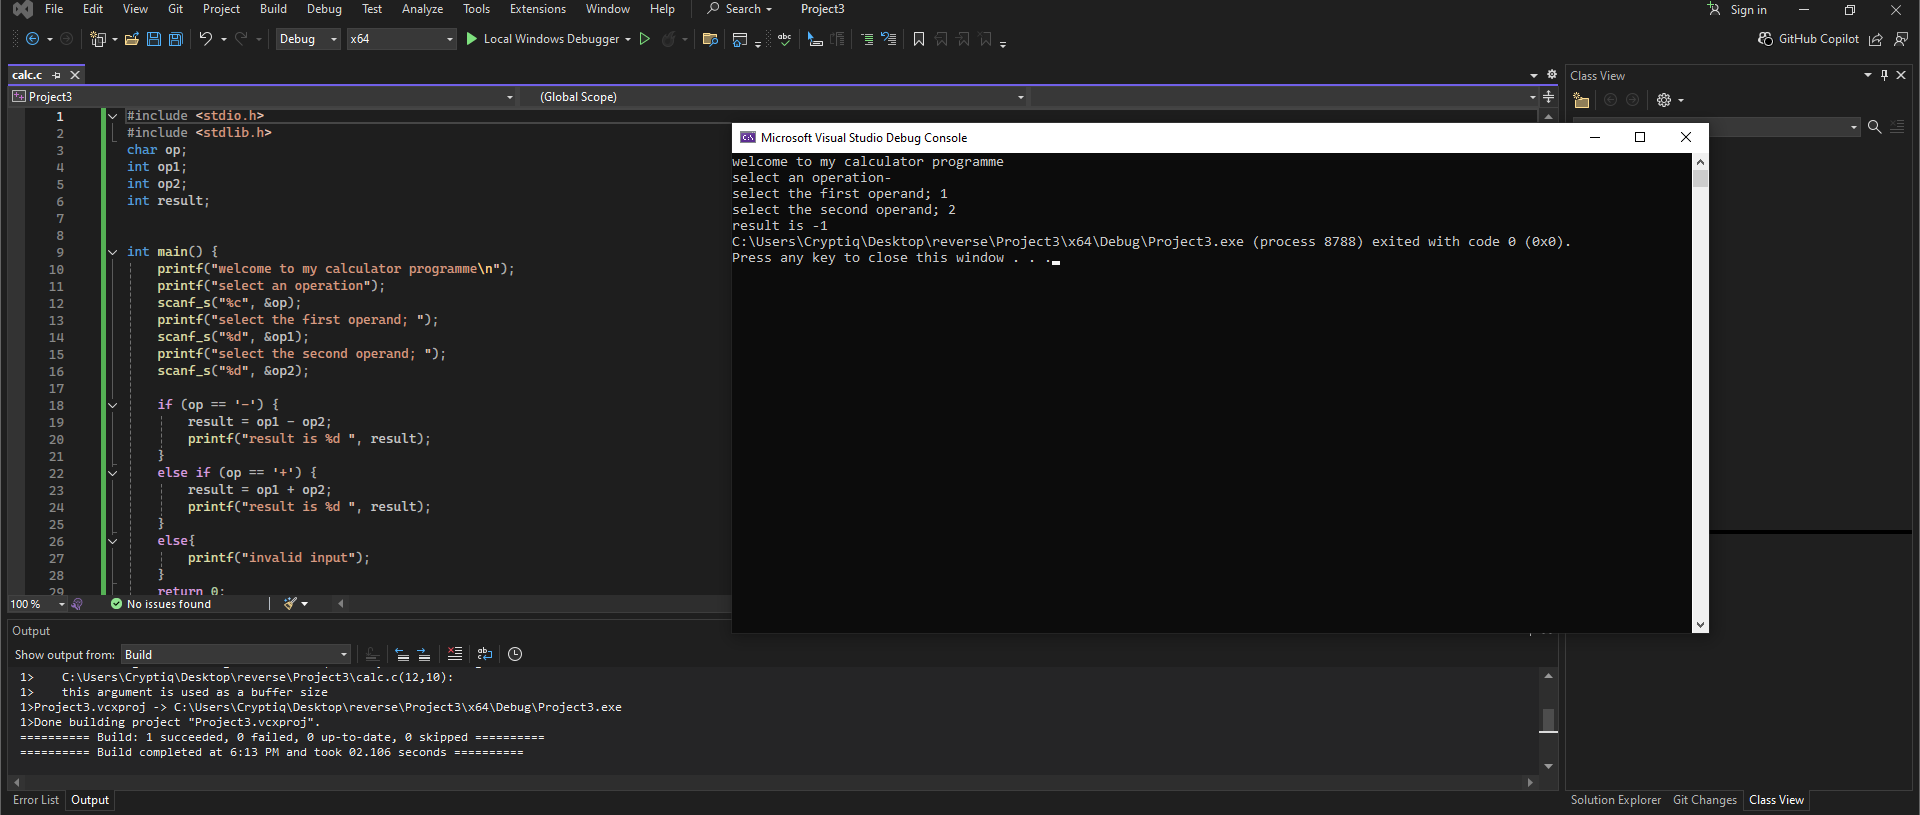 File Edit View Git Project Build Debug Test Analyze Tools Extensions Window Help Search Project3 Sign in
Debug x64 Local Windows Debugger GitHub Copilot
calc.c
Project3 (Global Scope)
1 #include <stdio.h>
2 #include <stdlib.h>
3 char op;
4 int op1;
5 int op2;
6 int result;
7
8
9 int main() {
10 printf("welcome to my calculator programme\n");
11 printf("select an operation");
12 scanf_s("%c", &op);
13 printf("select the first operand; ");
14 scanf_s("%d", &op1);
15 printf("select the second operand; ");
16 scanf_s("%d", &op2);
17
18 if (op == '-') {
19 result = op1 - op2;
20 printf("result is %d ", result);
21 }
22 else if (op == '+') {
23 result = op1 + op2;
24 printf("result is %d ", result);
25 }
26 else{
27 printf("invalid input");
28 }
29 return 0;
100 % No issues found
Microsoft Visual Studio Debug Console
welcome to my calculator programme
select an operation-
select the first operand; 1
select the second operand; 2
result is -1
C:\Users\Cryptiq\Desktop\reverse\Project3\x64\Debug\Project3.exe (process 8788) exited with code 0 (0x0).
Press any key to close this window . . .
Class View
Output
Show output from: Build
1> C:\Users\Cryptiq\Desktop\reverse\Project3\calc.c(12,10):
1> this argument is used as a buffer size
1>Project3.vcxproj -> C:\Users\Cryptiq\Desktop\reverse\Project3\x64\Debug\Project3.exe
1>Done building project "Project3.vcxproj".
========== Build: 1 succeeded, 0 failed, 0 up-to-date, 0 skipped ==========
========== Build completed at 6:13 PM and took 02.106 seconds ==========
Error List Output
Solution Explorer Git Changes Class View